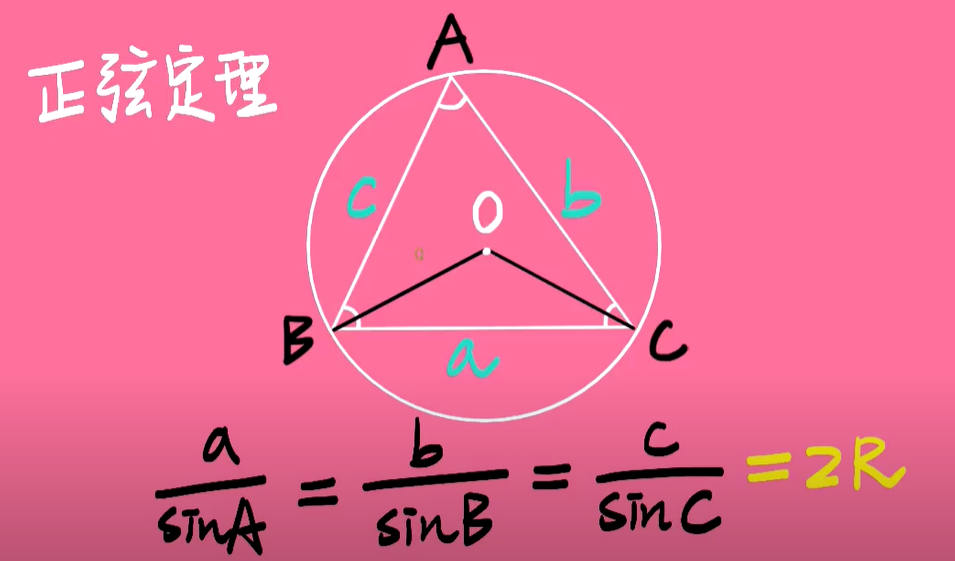 正弦定理
A
c
O
b
B
a
C
a/sinA = b/sinB = c/sinC = 2R